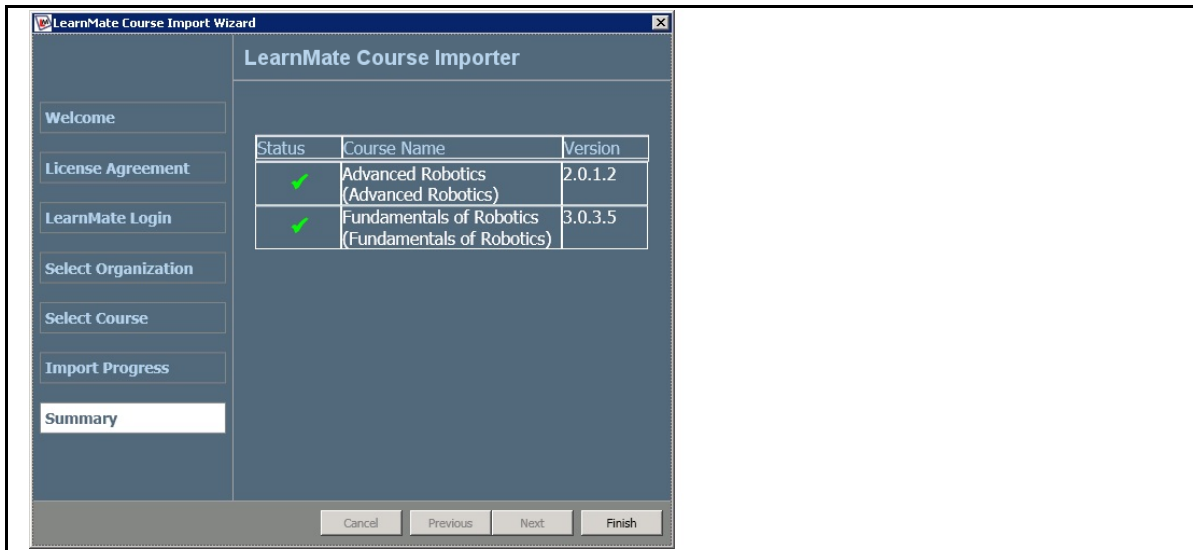 LearnMate Course Import Wizard
LearnMate Course Importer
Welcome
License Agreement
LearnMate Login
Select Organization
Select Course
Import Progress
Summary
Status Course Name Version
Advanced Robotics 2.0.1.2
(Advanced Robotics)
Fundamentals of Robotics 3.0.3.5
(Fundamentals of Robotics)
Cancel Previous Next Finish